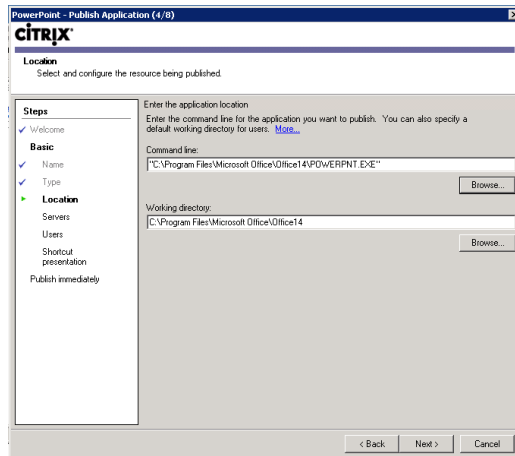 PowerPoint - Publish Application (4/8)
CİTRIX
Location
Select and configure the resource being published.
Steps
Welcome
Basic
Name
Type
Location
Servers
Users
Shortcut
presentation
Publish immediately
Enter the application location
Enter the command line for the application you want to publish. You can also specify a
default working directory for users. More...
Command line:
"C:\Program Files\Microsoft Office\Office14\POWERPNT.EXE"
Browse...
Working directory:
C:\Program Files\Microsoft Office\Office14
Browse...
< Back
Next >
Cancel